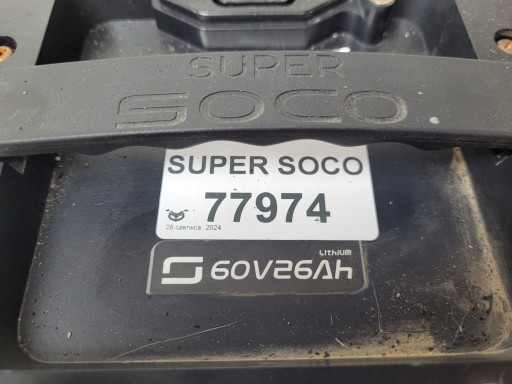 SUPER
SOCO
SUPER SOCO
77974
28 czerwca, 2024
Lithium
60V26Ah